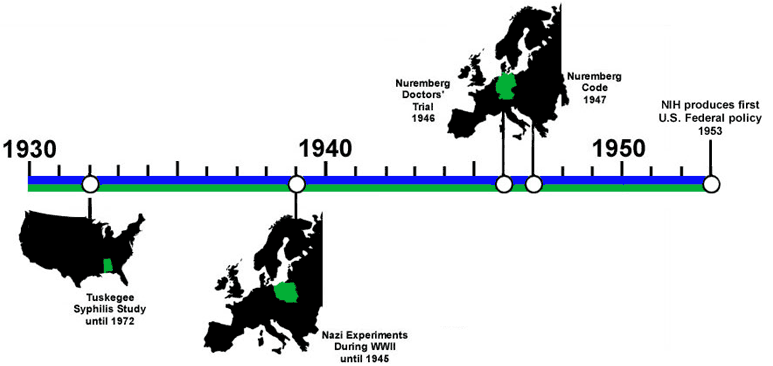 1930
1940
1950
Nuremberg
Doctors'
Trial
1946
Nuremberg
Code
1947
NIH produces first
U.S. Federal policy
1953
Tuskegee
Syphilis Study
until 1972
Nazi Experiments
During WWII
until 1945